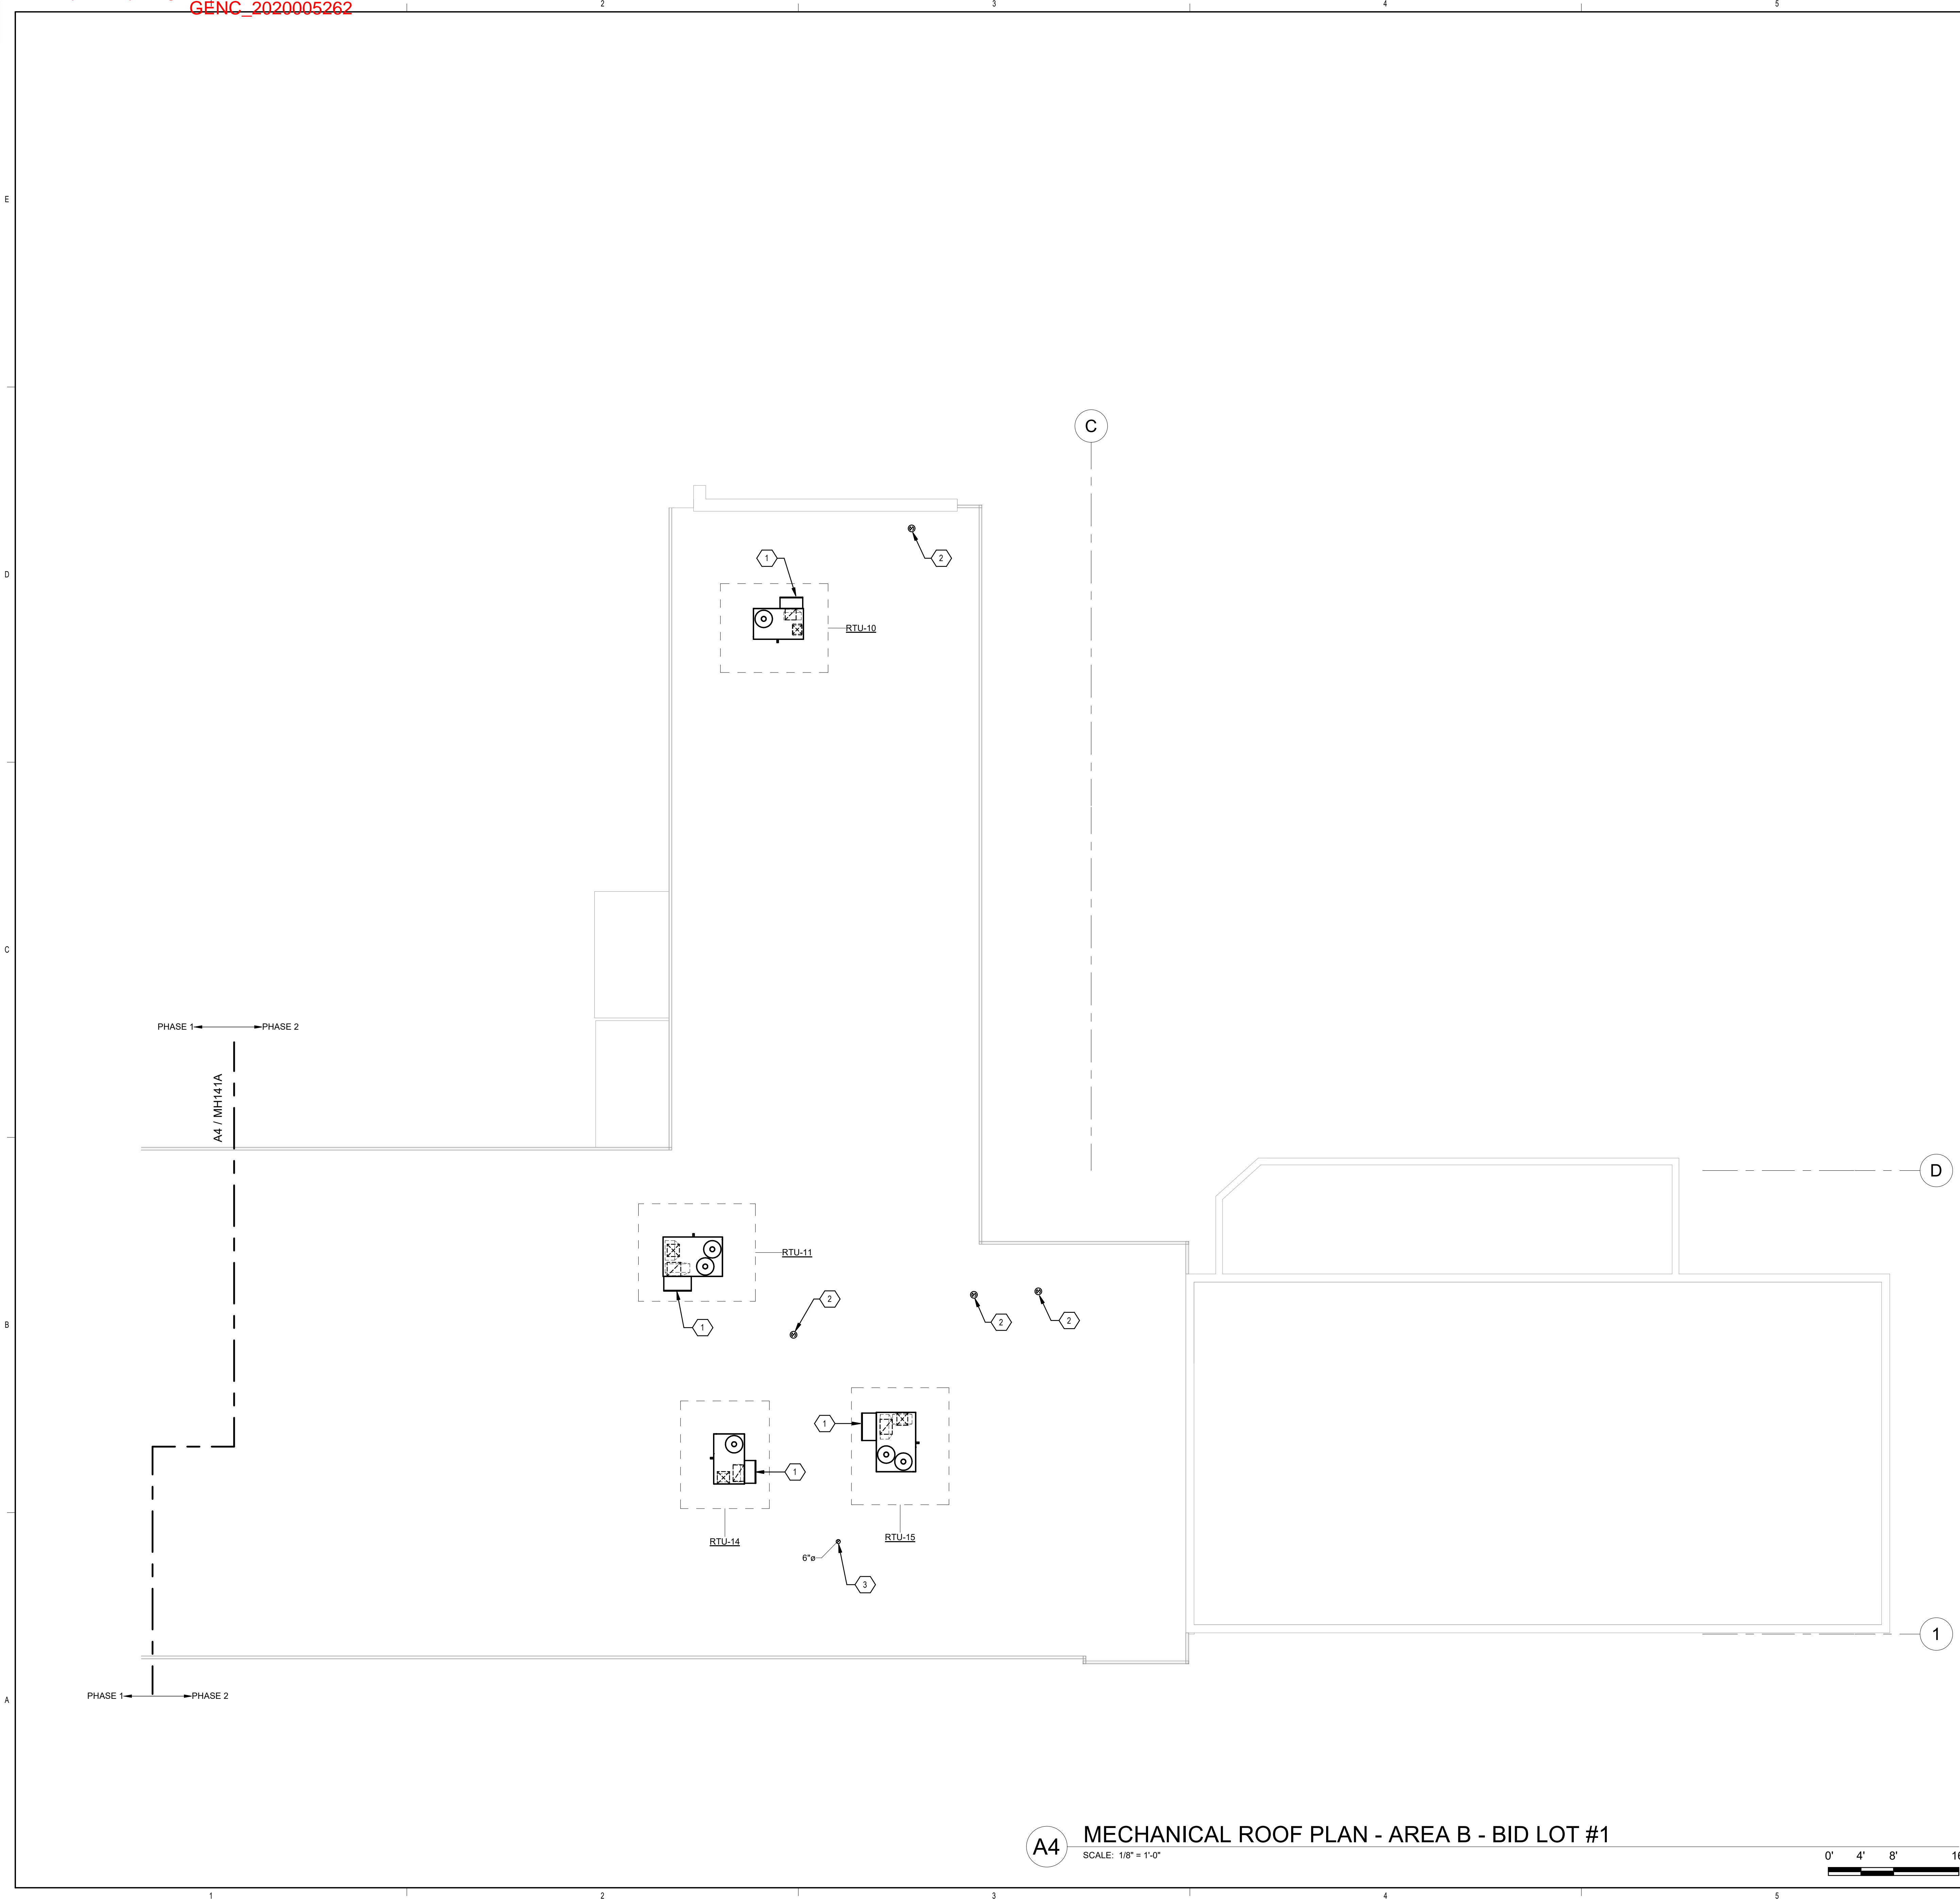 GENC_2020005262
2
3
4
5
E
C
2
1
D
RTU-10
C
PHASE 1
PHASE 2
A4 / MH141A
D
RTU-11
2
2
2
B
1
1
1
RTU-14
RTU-15
6"ø
3
1
PHASE 1
PHASE 2
A
A4
MECHANICAL ROOF PLAN - AREA B - BID LOT #1
SCALE: 1/8" = 1'-0"
0'
4'
8'
1
2
3
4
5